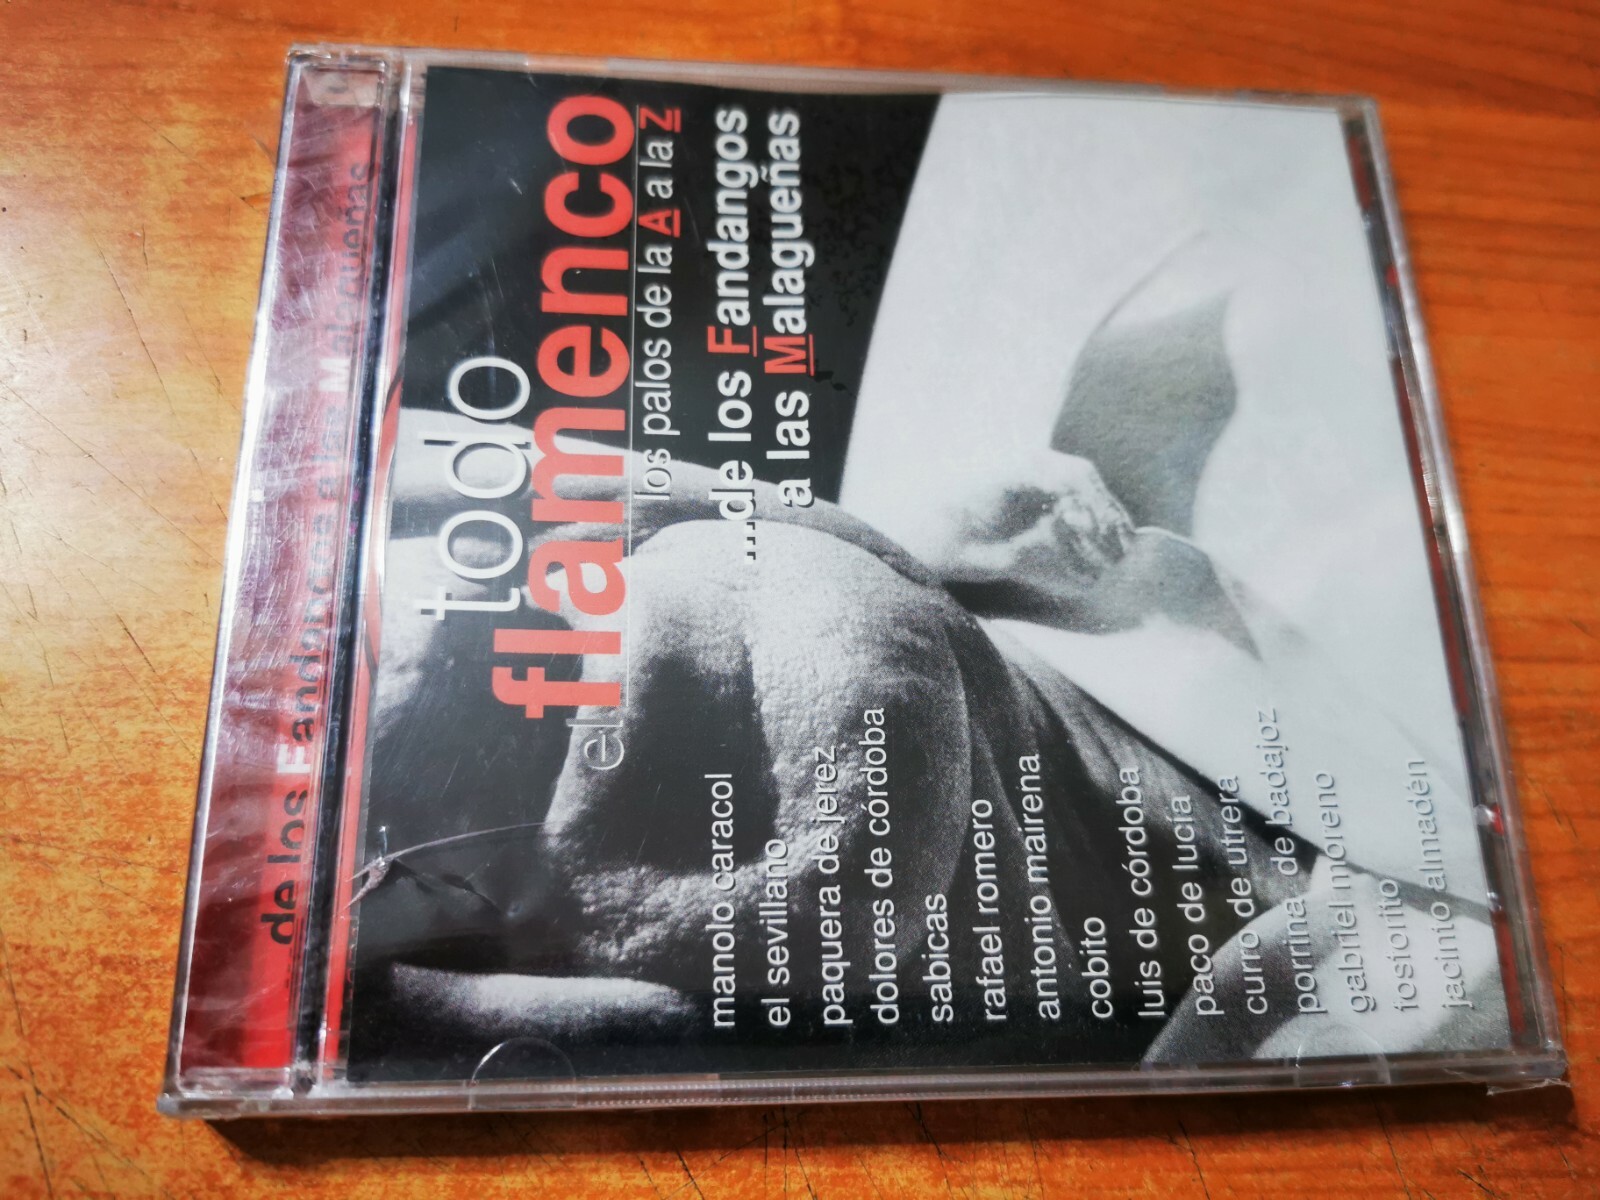 de los Fandangos a las Malagueñas
todo
el flamenco
los palos de la A a la Z
...de los Fandangos
a las Malagueñas
manolo caracol
el sevillano
paquera de jerez
dolores de córdoba
sabicas
rafael romero
antonio mairena
cobito
luis de córdoba
paco de lucía
curro de utrera
porrina de badajoz
gabriel moreno
fosforito
jacinto almadén